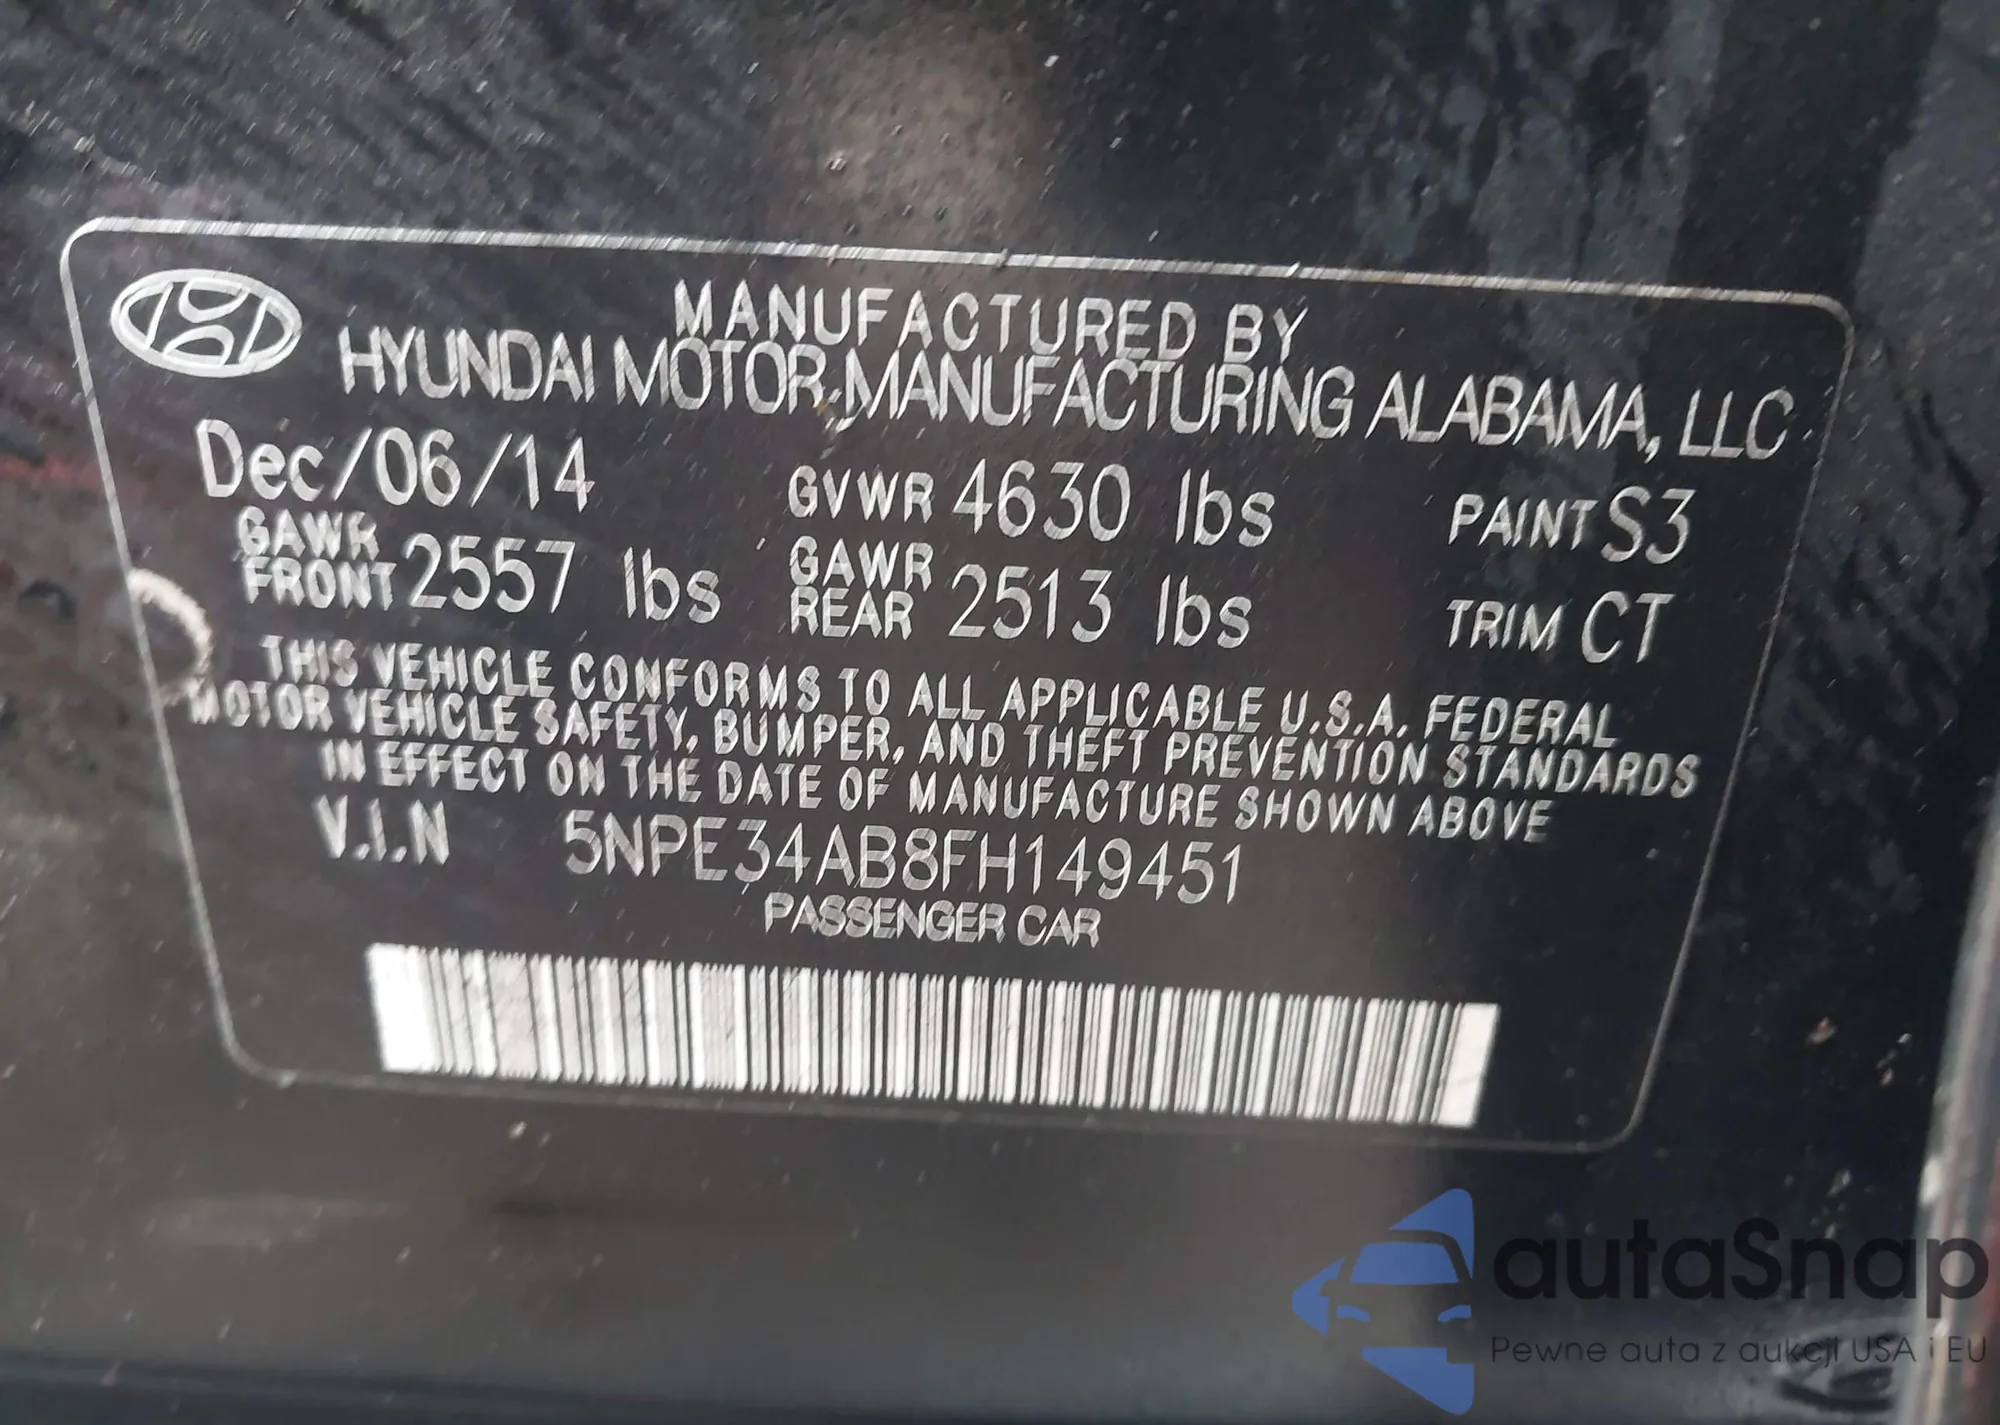 MANUFACTURED BY
HYUNDAI MOTOR MANUFACTURING ALABAMA, LLC
Dec/06/14 GVWR 4630 lbs PAINT S3
GAWR FRONT 2557 lbs GAWR REAR 2513 lbs TRIM CT
THIS VEHICLE CONFORMS TO ALL APPLICABLE U.S.A. FEDERAL
MOTOR VEHICLE SAFETY, BUMPER, AND THEFT PREVENTION STANDARDS
IN EFFECT ON THE DATE OF MANUFACTURE SHOWN ABOVE
V.I.N 5NPE34AB8FH149451
PASSENGER CAR
autaSnap
Pewne auta z aukcji USA i EU